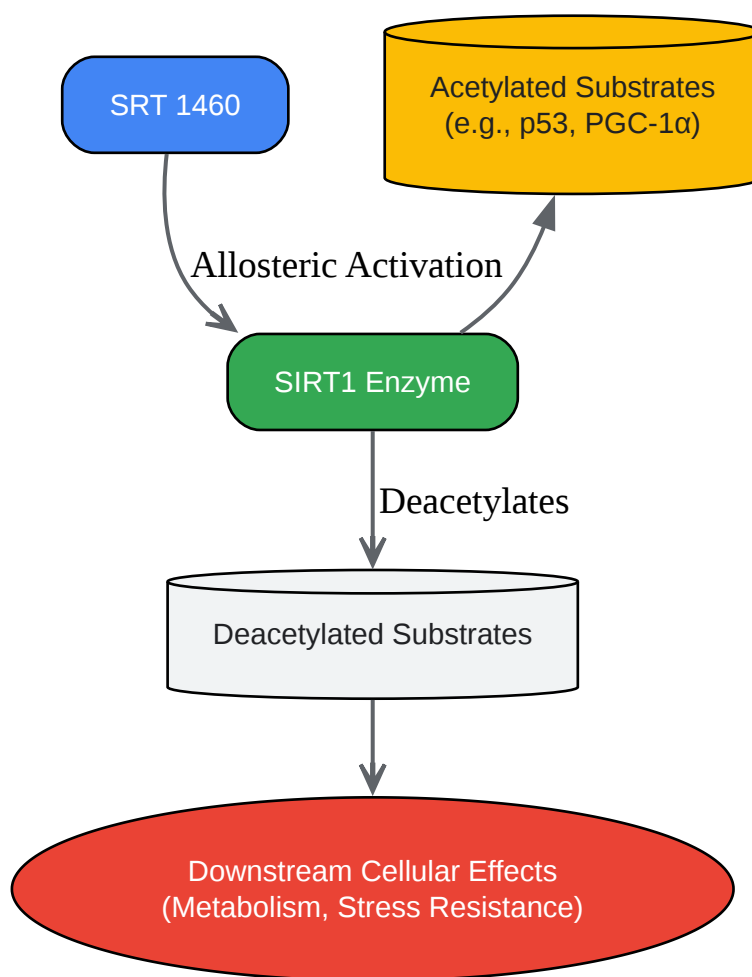 SRT 1460
Acetylated Substrates
(e.g., p53, PGC-1α)
Allosteric Activation
SIRT1 Enzyme
Deacetylates
Deacetylated Substrates
Downstream Cellular Effects
(Metabolism, Stress Resistance)